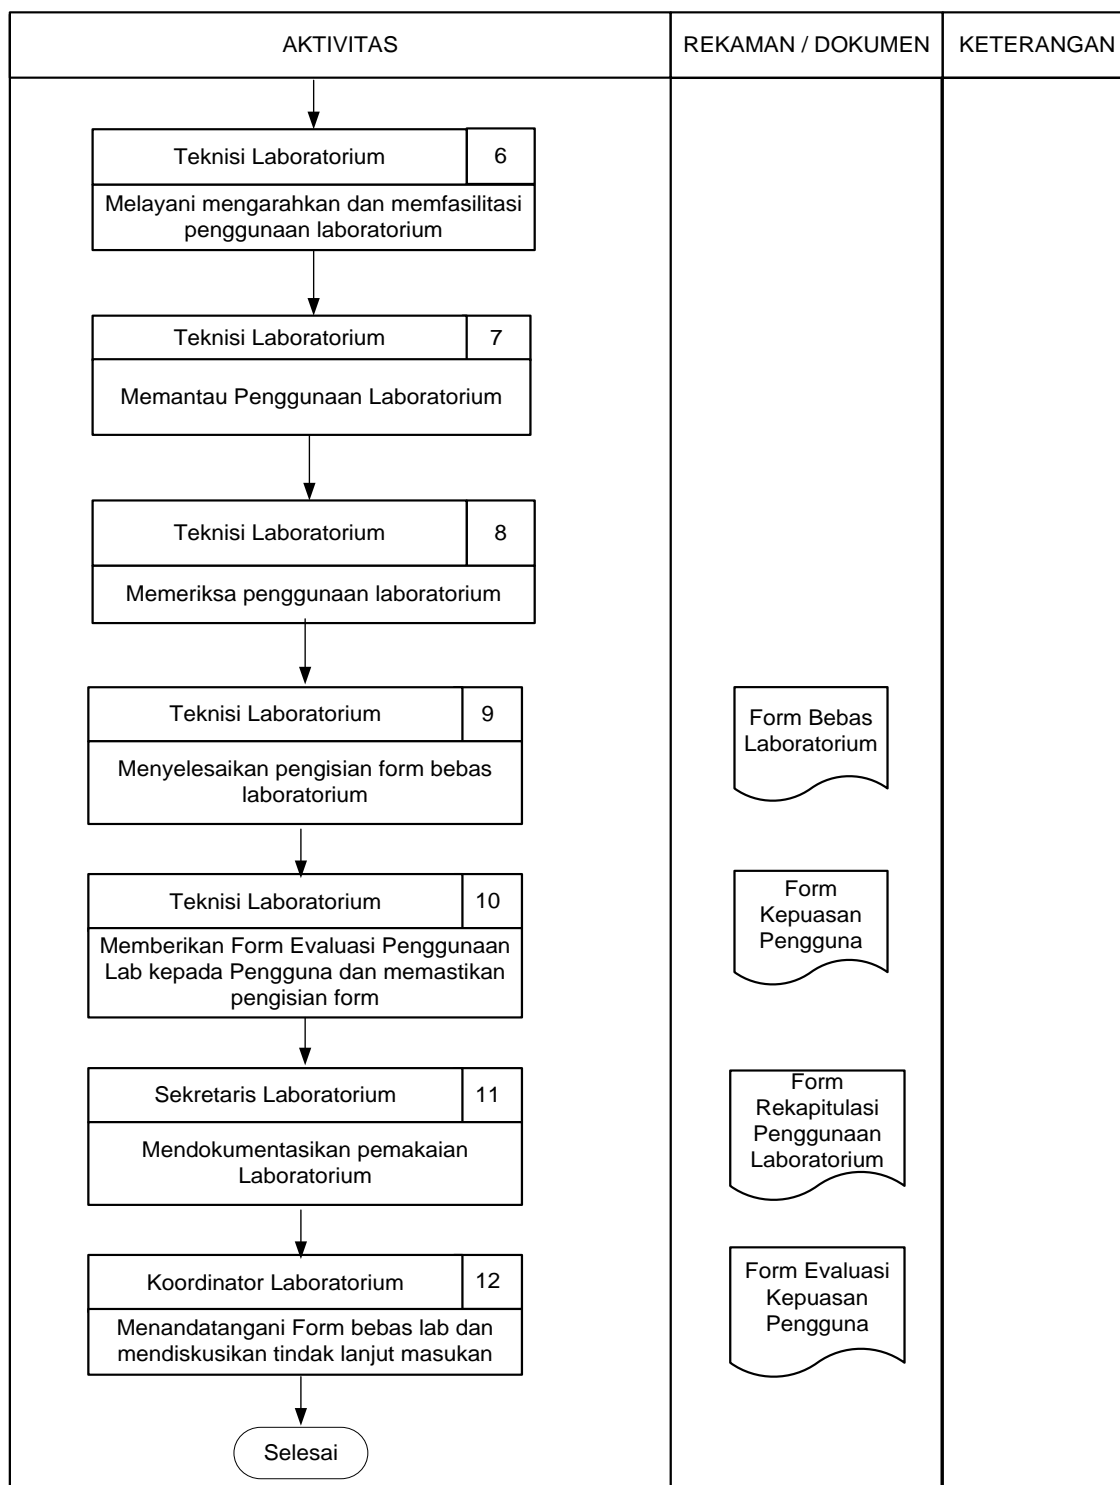 AKTIVITAS
REKAMAN / DOKUMEN
KETERANGAN
Teknisi Laboratorium
6
Melayani mengarahkan dan memfasilitasi
penggunaan laboratorium
Teknisi Laboratorium
7
Memantau Penggunaan Laboratorium
Teknisi Laboratorium
8
Memeriksa penggunaan laboratorium
Teknisi Laboratorium
9
Menyelesaikan pengisian form bebas
laboratorium
Form Bebas
Laboratorium
Teknisi Laboratorium
10
Memberikan Form Evaluasi Penggunaan
Lab kepada Pengguna dan memastikan
pengisian form
Form
Kepuasan
Pengguna
Sekretaris Laboratorium
11
Mendokumentasikan pemakaian
Laboratorium
Form
Rekapitulasi
Penggunaan
Laboratorium
Koordinator Laboratorium
12
Menandatangani Form bebas lab dan
mendiskusikan tindak lanjut masukan
Form Evaluasi
Kepuasan
Pengguna
Selesai